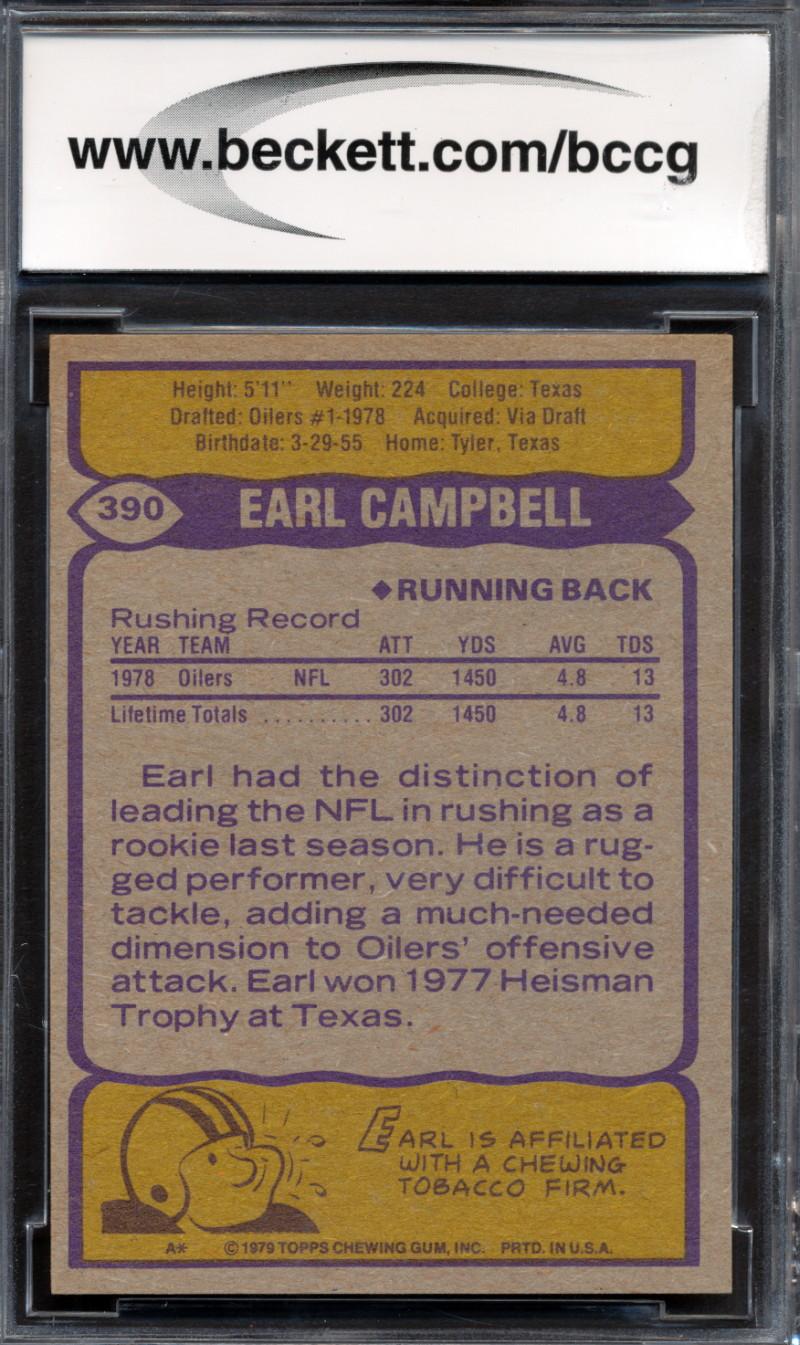 www.beckett.com/bccg
Height: 5'11" Weight: 224 College: Texas
Drafted: Oilers #1-1978 Acquired: Via Draft
Birthdate: 3-29-55 Home: Tyler, Texas
390 EARL CAMPBELL
◆RUNNING BACK
Rushing Record
YEAR TEAM ATT YDS AVG TDS
1978 Oilers NFL 302 1450 4.8 13
Lifetime Totals .......... 302 1450 4.8 13
Earl had the distinction of
leading the NFL in rushing as a
rookie last season. He is a rug-
ged performer, very difficult to
tackle, adding a much-needed
dimension to Oilers' offensive
attack. Earl won 1977 Heisman
Trophy at Texas.
EARL IS AFFILIATED
WITH A CHEWING
TOBACCO FIRM.
A* © 1979 TOPPS CHEWING GUM, INC. PRTD. IN U.S.A.